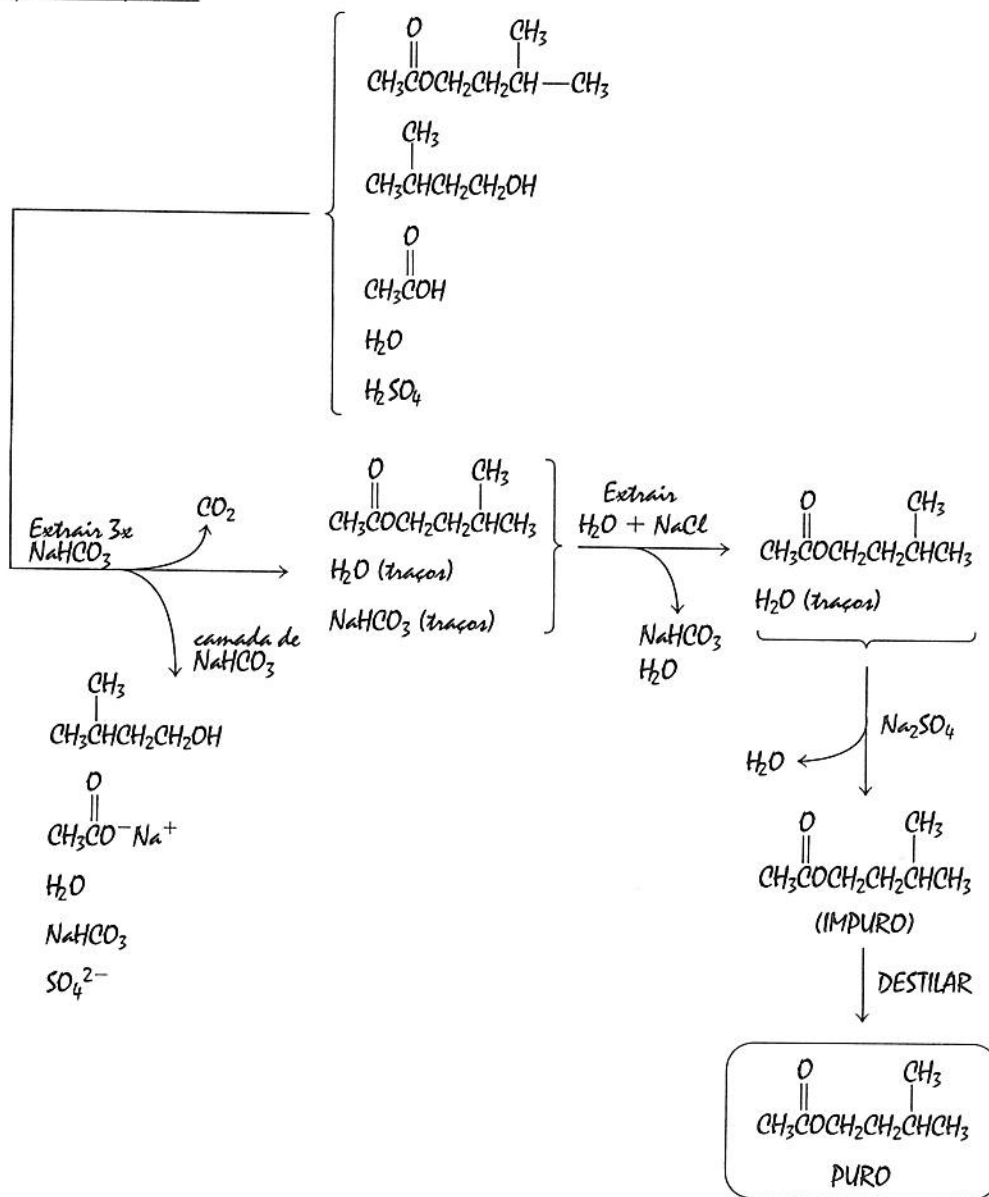 O CH₃
CH₃COCH₂CH₂CH—CH₃
CH₃
CH₃CHCH₂CH₂OH
O
CH₃COH
H₂O
H₂SO₄
Extrair 3x
NaHCO₃
CO₂
camada de
NaHCO₃
CH₃
CH₃CHCH₂CH₂OH
O
CH₃CO⁻Na⁺
H₂O
NaHCO₃
SO₄²⁻
O CH₃
CH₃COCH₂CH₂CHCH₃
H₂O (traços)
NaHCO₃ (traços)
Extrair
H₂O + NaCl
NaHCO₃
H₂O
O CH₃
CH₃COCH₂CH₂CHCH₃
H₂O (traços)
Na₂SO₄
H₂O
O CH₃
CH₃COCH₂CH₂CHCH₃
(IMPURO)
DESTILAR
O CH₃
CH₃COCH₂CH₂CHCH₃
PURO